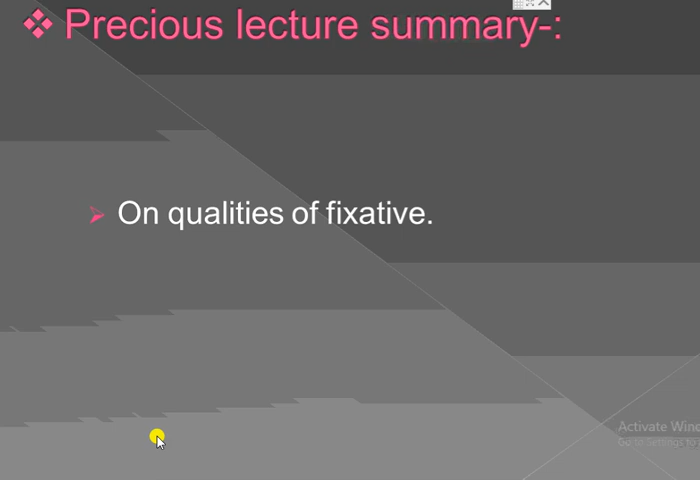 Precious lecture summary-:
On qualities of fixative.
Activate Wind
Go to Settings to